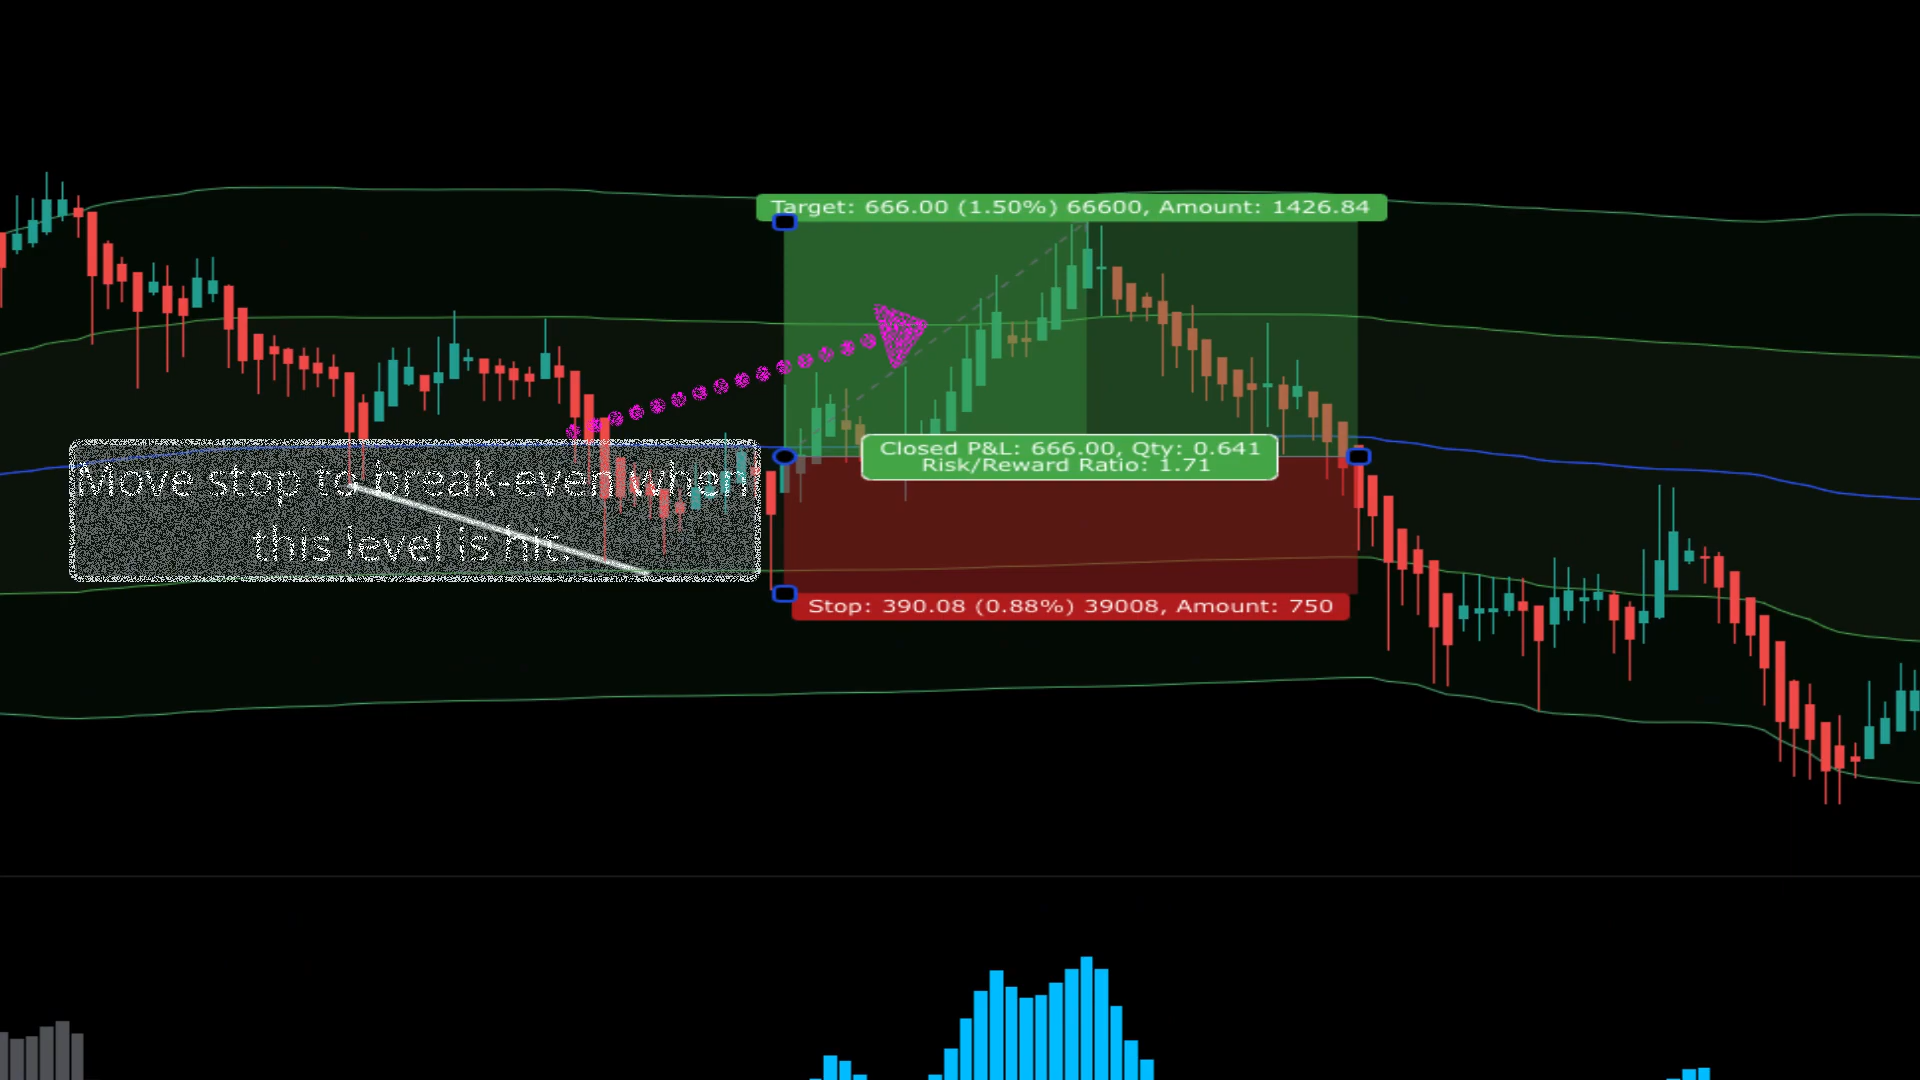 Target: 666.00 (1.50%) 66600, Amount: 1426.84
Closed P&L: 666.00, Qty: 0.641
Risk/Reward Ratio: 1.71
Move stop to break-even when
this level is hit.
Stop: 390.08 (0.88%) 39008, Amount: 750